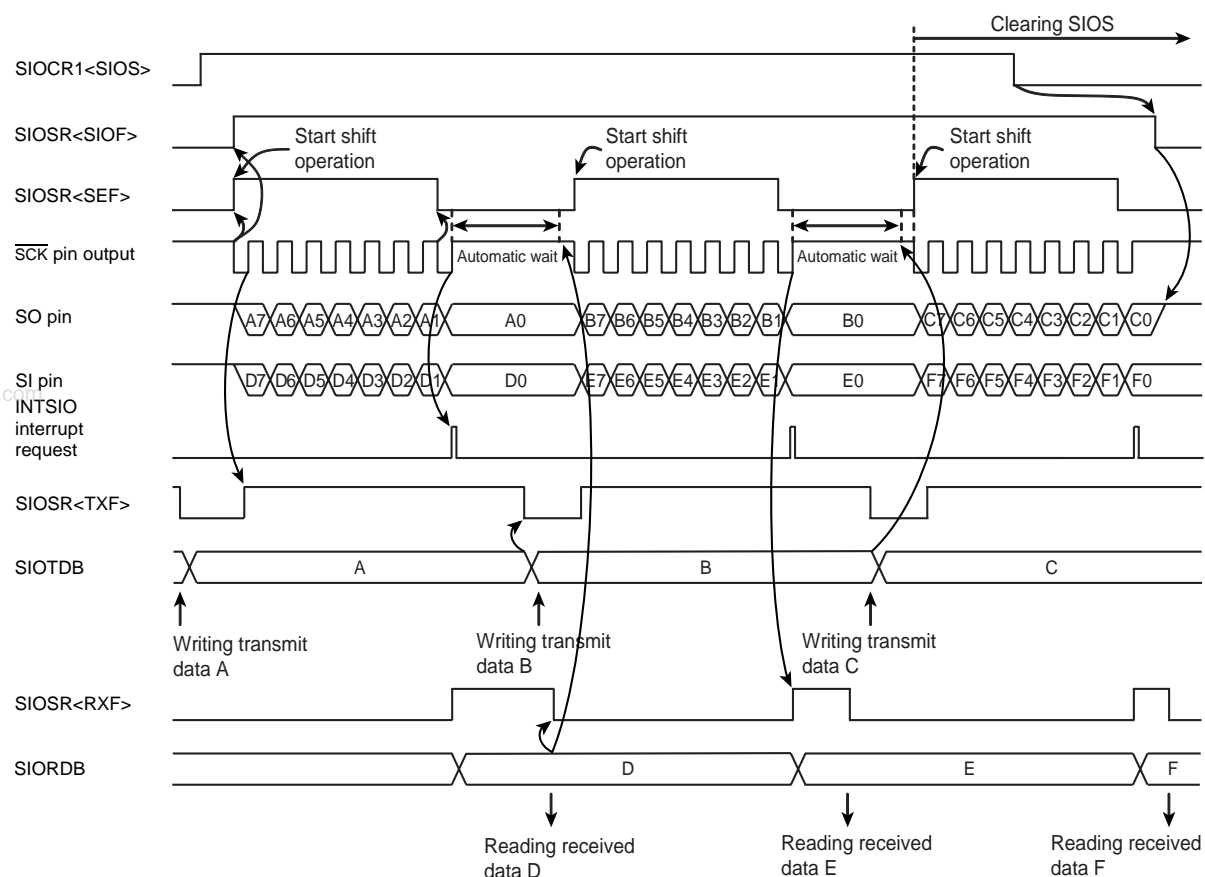 Clearing SIOS
SIOCR1<SIOS>
SIOSR<SIOF>
Start shift
operation
Start shift
operation
Start shift
operation
SIOSR<SEF>
SCK pin output
Automatic wait
Automatic wait
SO pin
A7 A6 A5 A4 A3 A2 A1 A0 B7 B6 B5 B4 B3 B2 B1 B0 C7 C6 C5 C4 C3 C2 C1 C0
SI pin
D7 D6 D5 D4 D3 D2 D1 D0 E7 E6 E5 E4 E3 E2 E1 E0 F7 F6 F5 F4 F3 F2 F1 F0
com
INTSIO
interrupt
request
SIOSR<TXF>
SIOTDB
A B C
Writing transmit
data A
Writing transmit
data B
Writing transmit
data C
SIOSR<RXF>
SIORDB
D E F
Reading received
data D
Reading received
data E
Reading received
data F